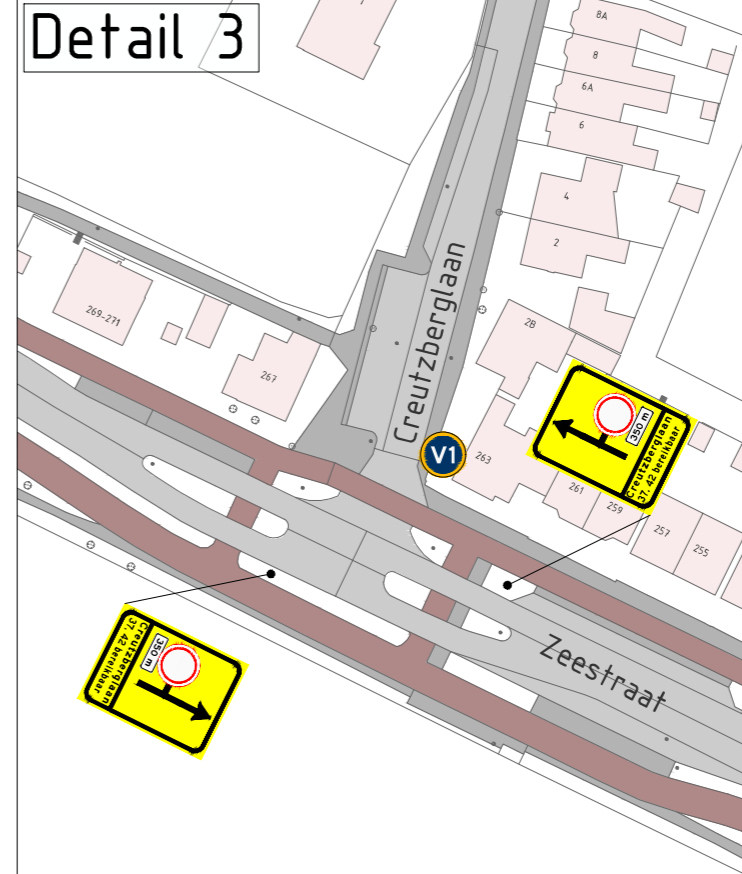 Detail 3
1
8A
8
6A
6
4
2
2B
269-271
267
Creutzberglaan
V1
263
261
259
257
255
350 m
Creutzberglaan
37. 42 bereikbaar
Zeestraat
350 m
Creutzberglaan
37. 42 bereikbaar